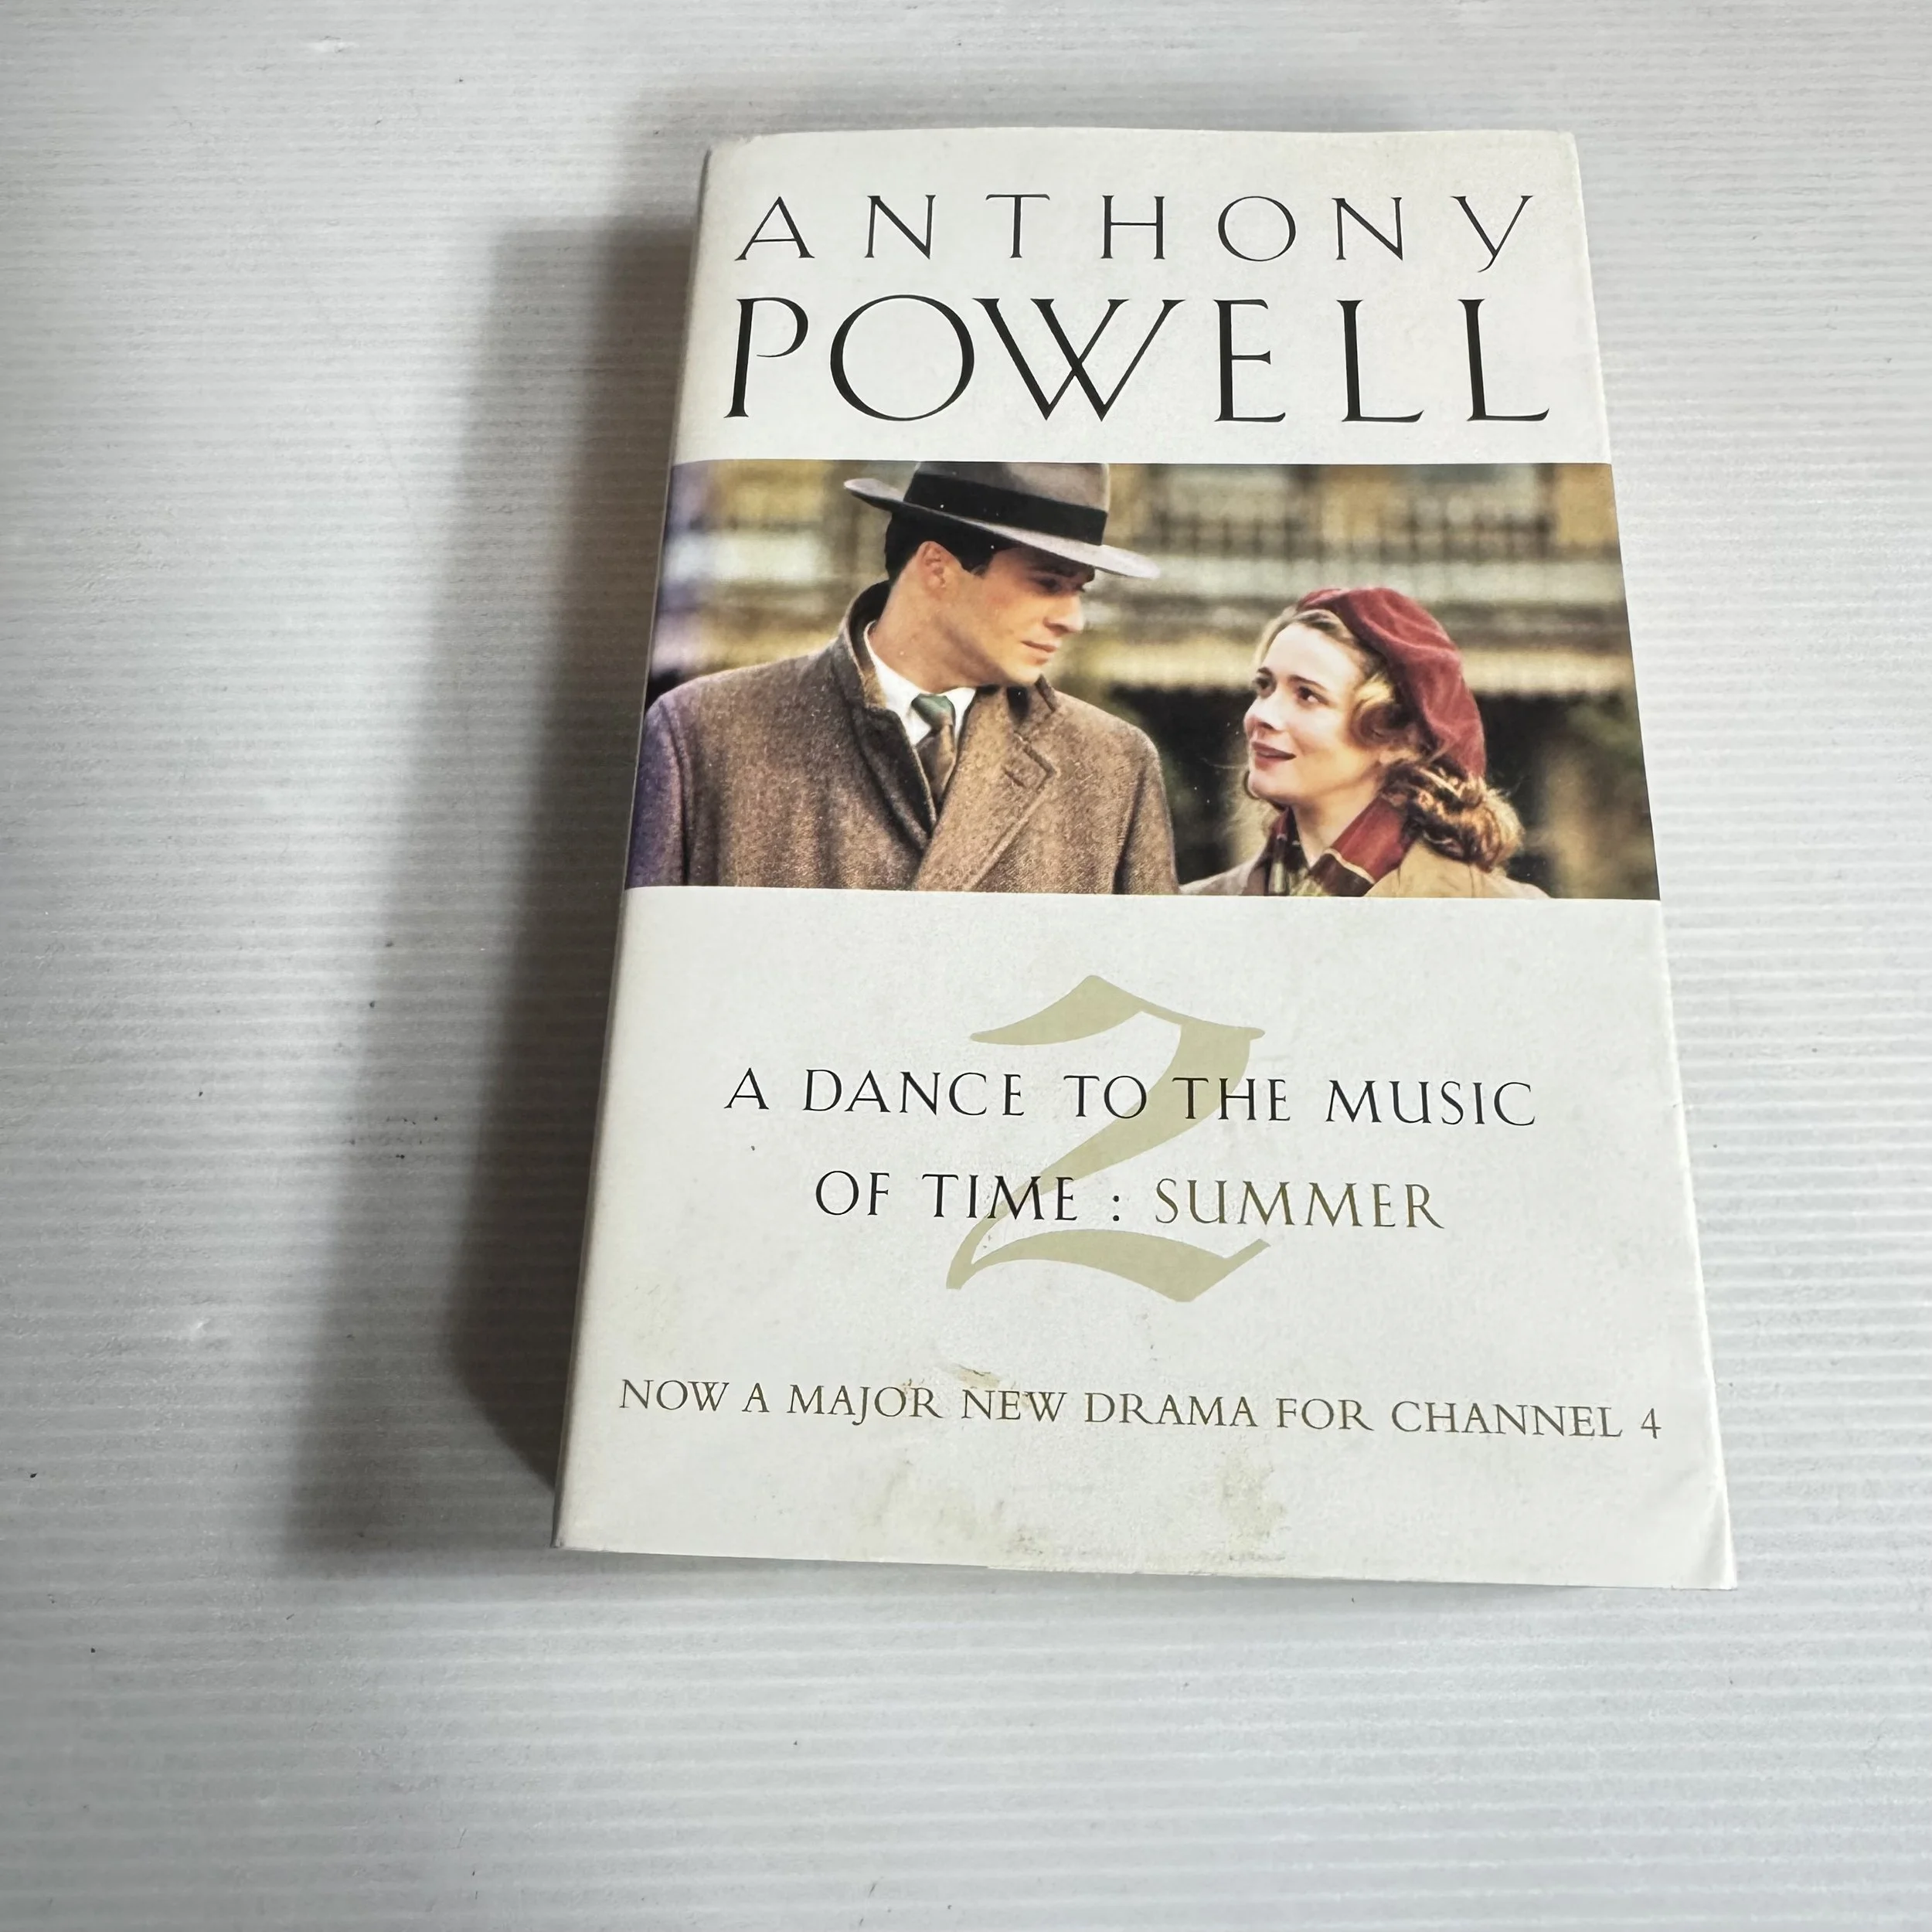 ANTHONY
POWELL
2
A DANCE TO THE MUSIC
OF TIME : SUMMER
NOW A MAJOR NEW DRAMA FOR CHANNEL 4